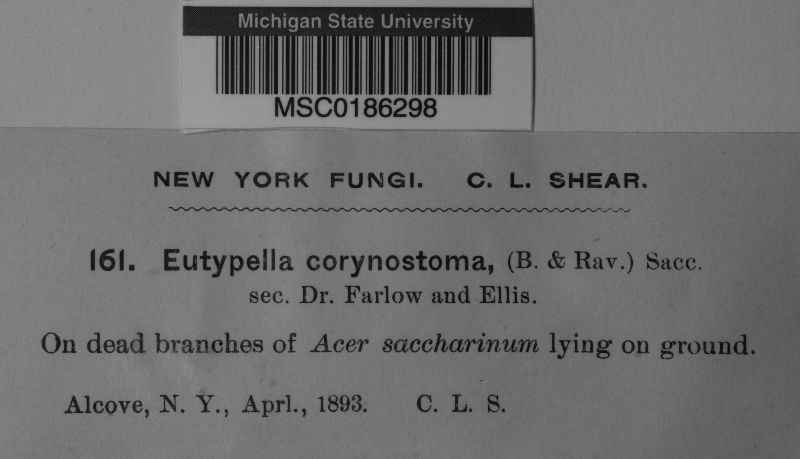 Michigan State University
MSC0186298
NEW YORK FUNGI. C. L. SHEAR.
161. Eutypella corynostoma, (B. & Rav.) Sacc.
sec. Dr. Farlow and Ellis.
On dead branches of Acer saccharinum lying on ground.
Alcove, N. Y., Aprl., 1893. C. L. S.